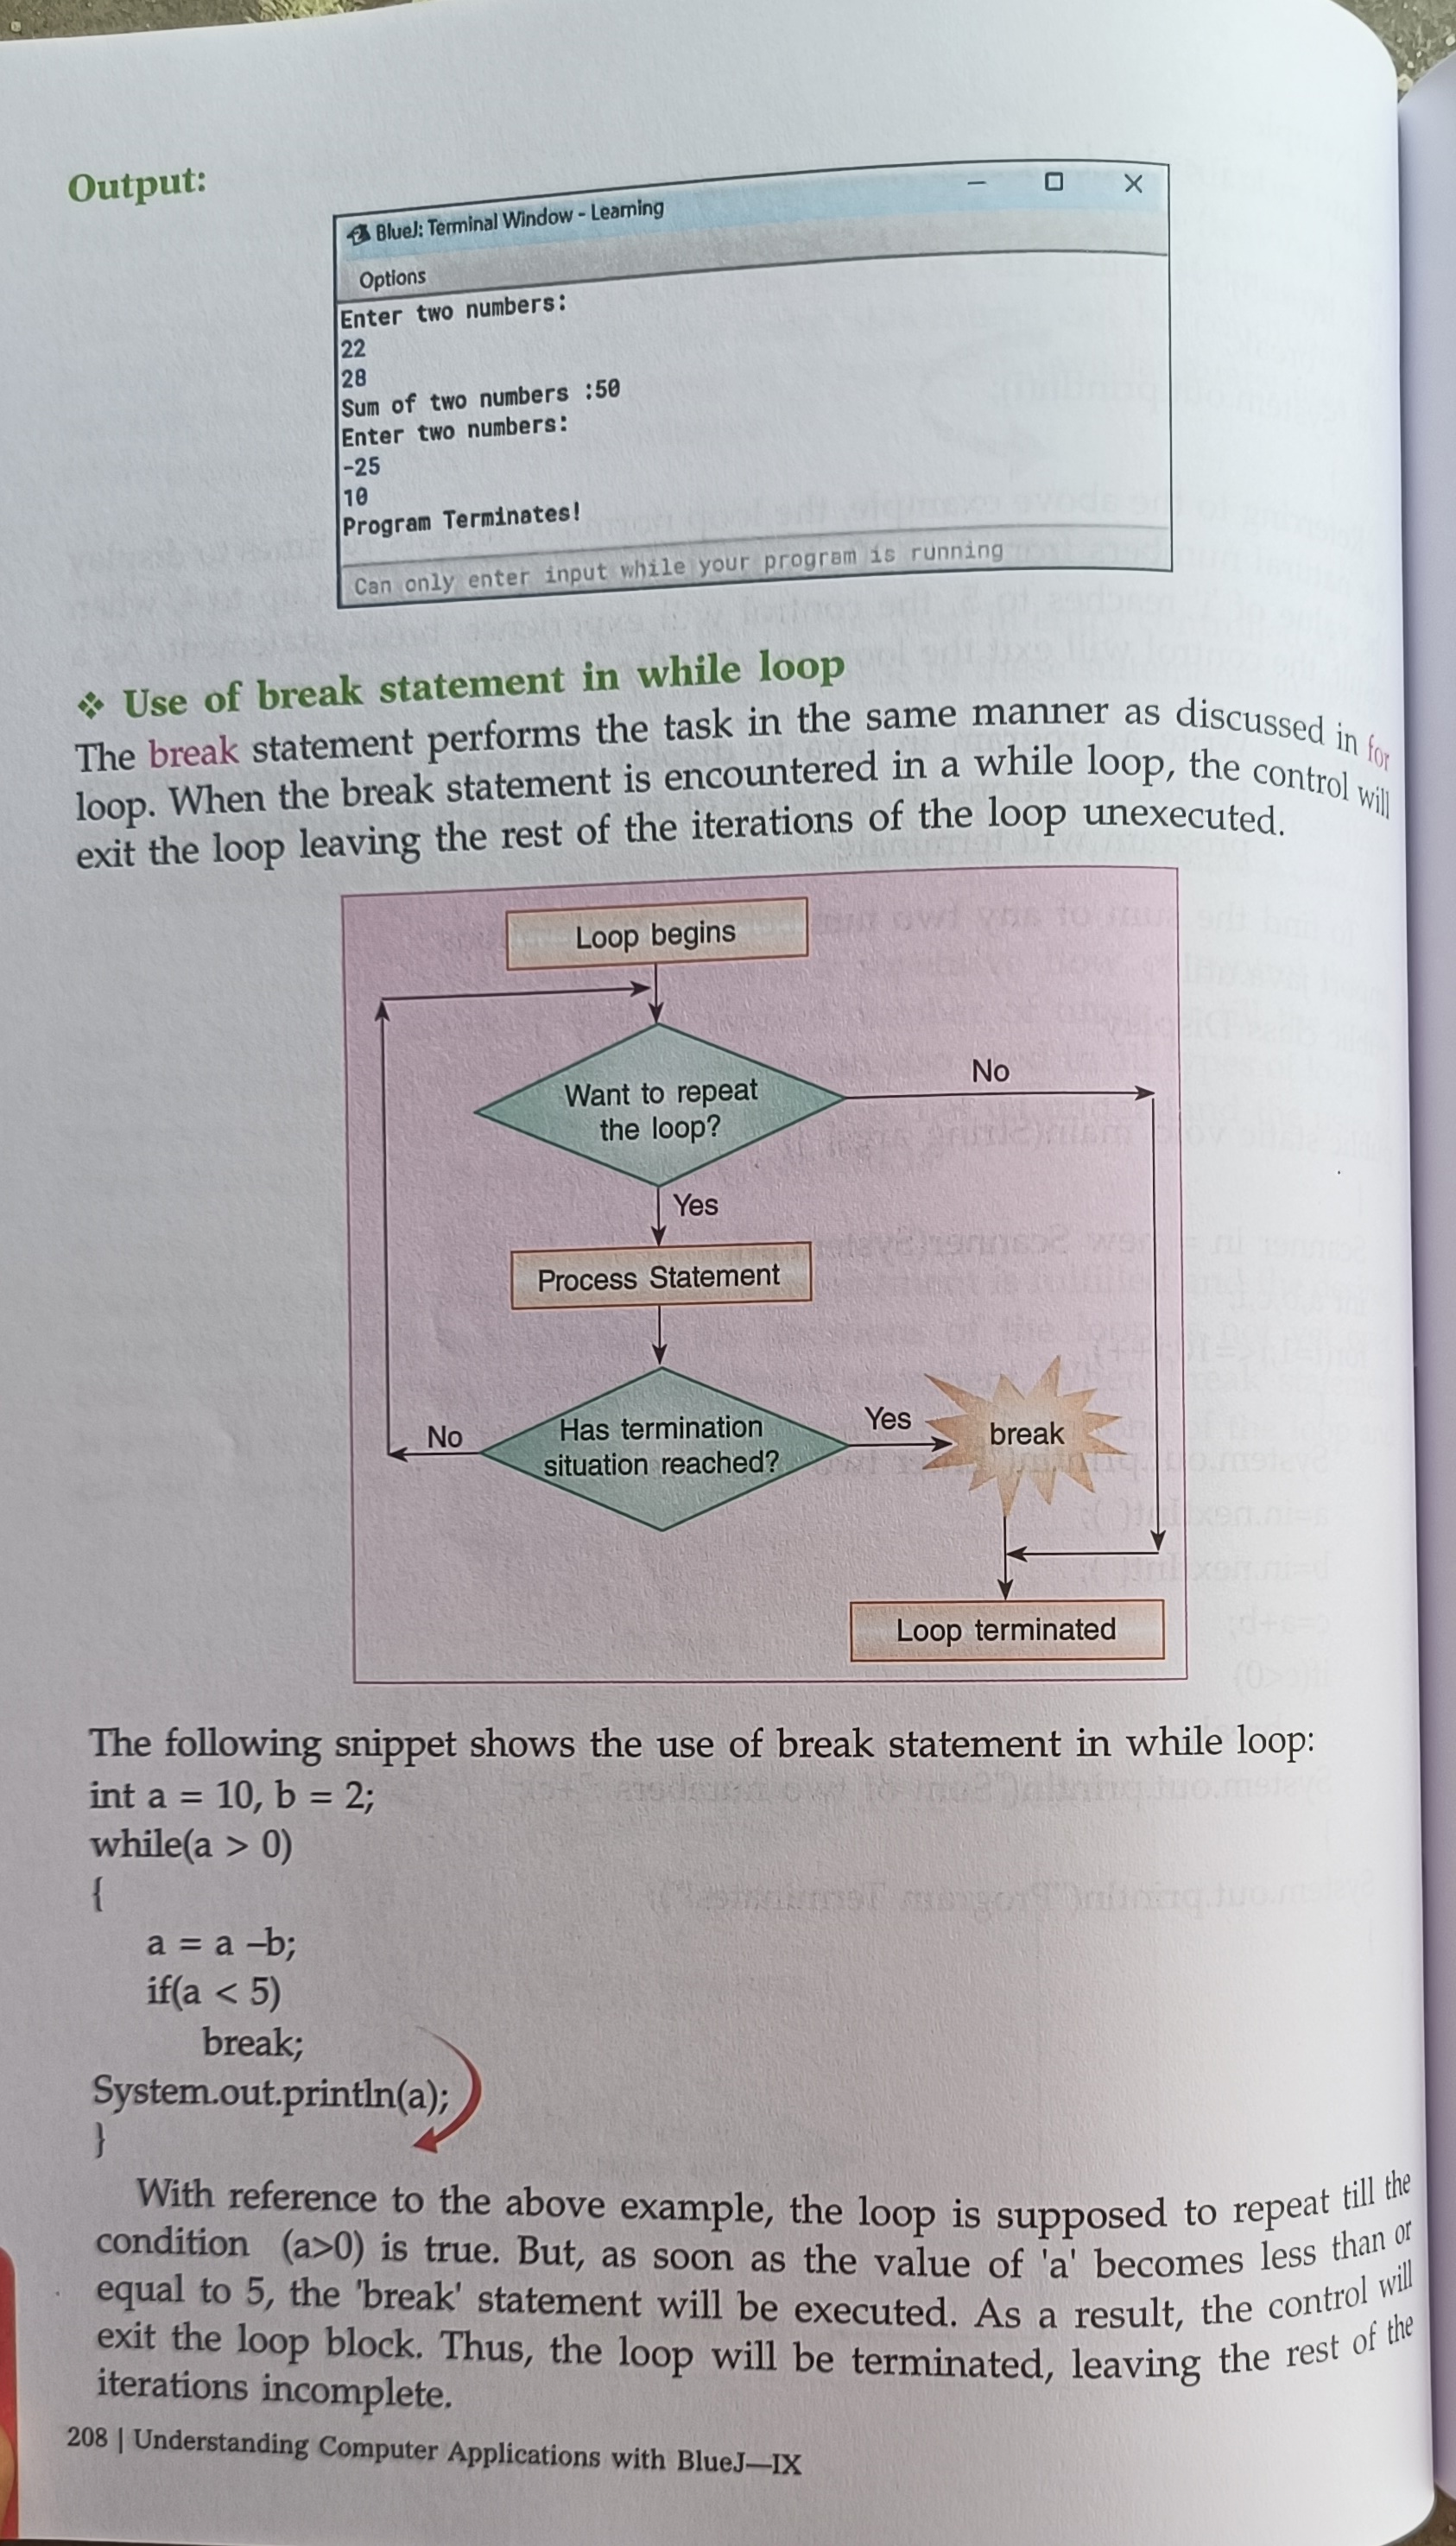 Output:
BlueJ: Terminal Window - Learning
Options
Enter two numbers:
22
28
Sum of two numbers :50
Enter two numbers:
-25
10
Program Terminates!
Can only enter input while your program is running
❖ Use of break statement in while loop
The break statement performs the task in the same manner as discussed in for
loop. When the break statement is encountered in a while loop, the control will
exit the loop leaving the rest of the iterations of the loop unexecuted.
Loop begins
Want to repeat
the loop?
No
Yes
Process Statement
Has termination
situation reached?
No
Yes
break
Loop terminated
The following snippet shows the use of break statement in while loop:
int a = 10, b = 2;
while(a > 0)
{
a = a –b;
if(a < 5)
break;
System.out.println(a);
}
With reference to the above example, the loop is supposed to repeat till the
condition (a>0) is true. But, as soon as the value of 'a' becomes less than or
equal to 5, the 'break' statement will be executed. As a result, the control will
exit the loop block. Thus, the loop will be terminated, leaving the rest of the
iterations incomplete.
208 | Understanding Computer Applications with BlueJ—IX